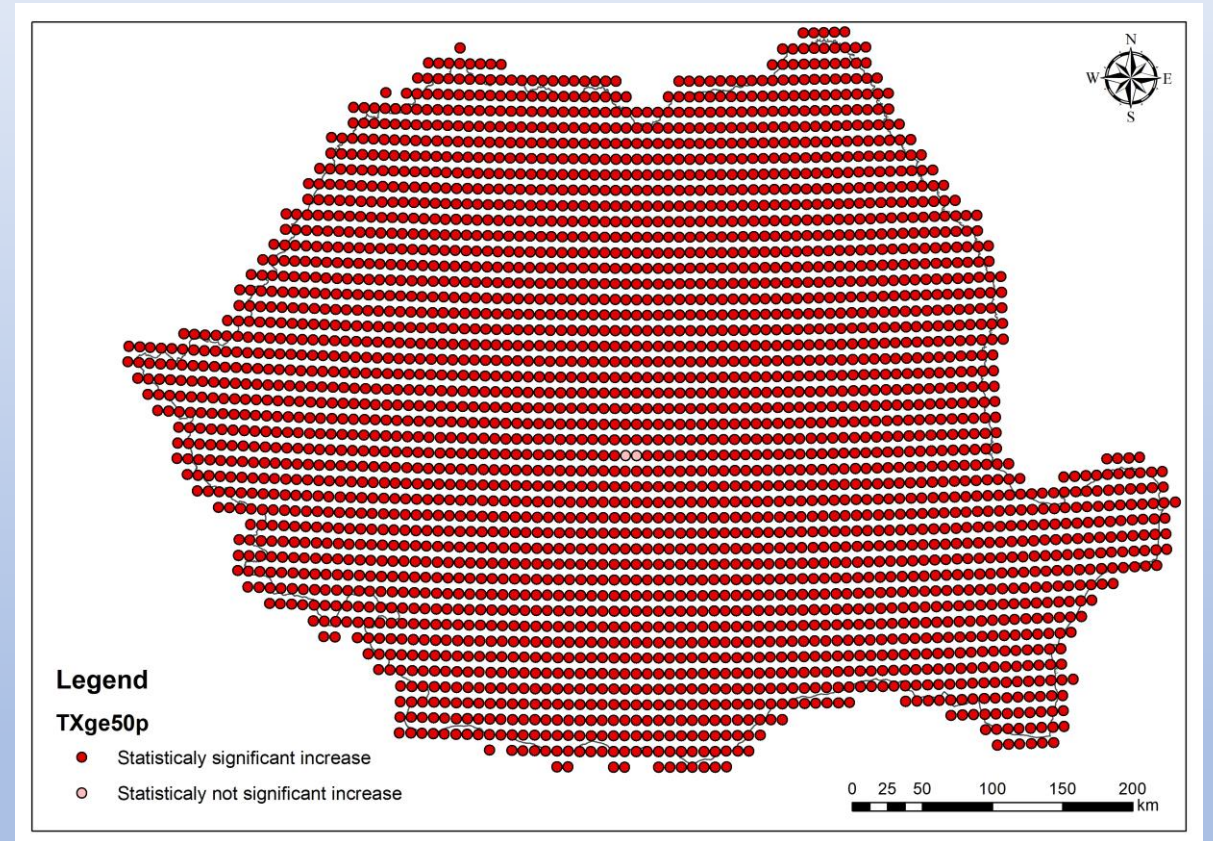 N
W
E
S
Legend
TXge50p
Statisticaly significant increase
Statisticaly not significant increase
0 25 50 100 150 200
km